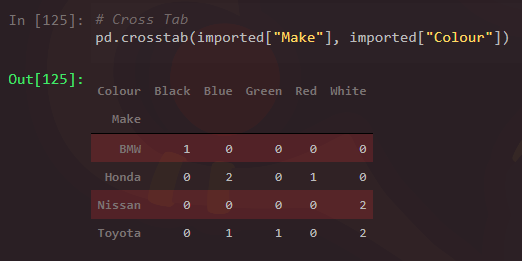 In [125]: # Cross Tab
pd.crosstab(imported["Make"], imported["Colour"])
Out[125]:
Colour Black Blue Green Red White
Make
BMW 1 0 0 0 0
Honda 0 2 0 1 0
Nissan 0 0 0 0 2
Toyota 0 1 1 0 2